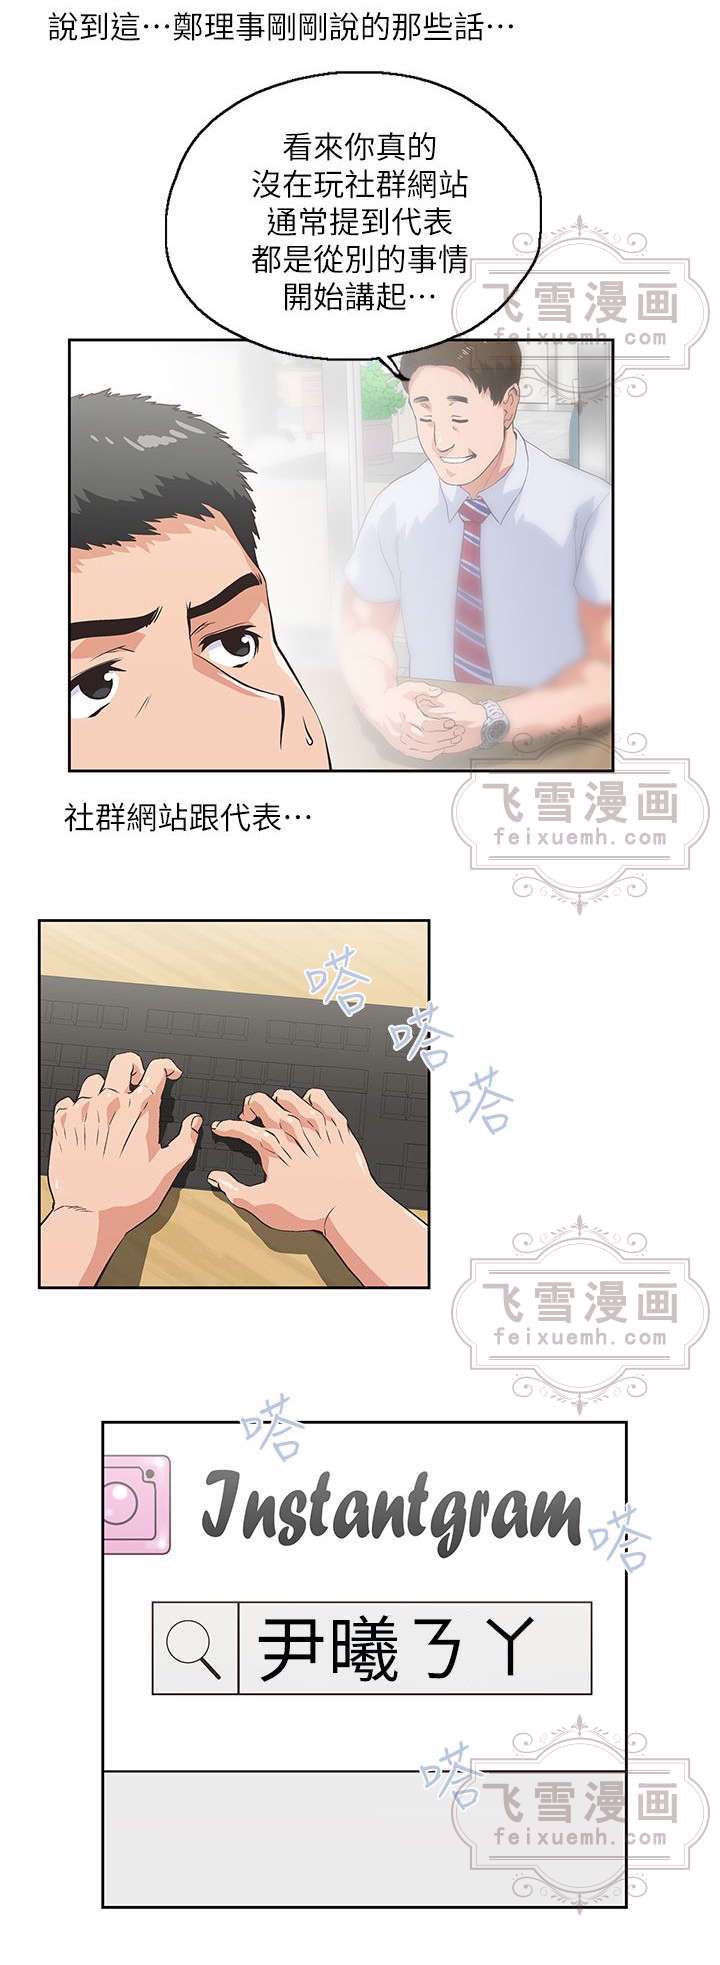 說到這⋯鄭理事剛剛說的那些話⋯
看來你真的
沒在玩社群網站
通常提到代表
都是從別的事情
開始講起⋯
飞雪漫画
feixuemh.com
飞雪漫画
feixuemh.com
社群網站跟代表⋯
嗒
嗒
嗒
飞雪漫画
feixuemh.com
嗒
Instantgram
嗒
尹曦ㄋㄚ
嗒
飞雪漫画
feixuemh.com